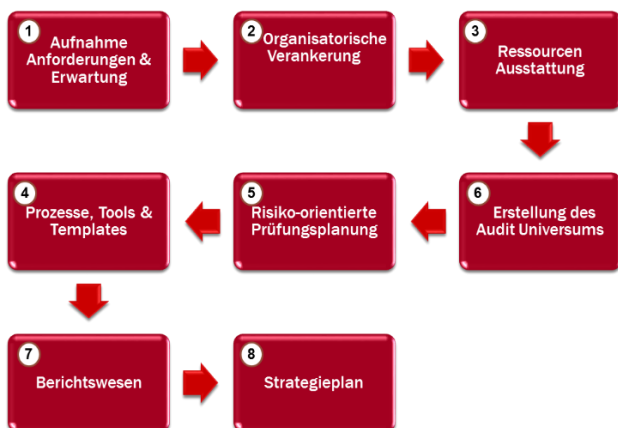 1
Aufnahme
Anforderungen &
Erwartung
2
Organisatorische
Verankerung
3
Ressourcen
Ausstattung
4
Prozesse, Tools &
Templates
5
Risiko-orientierte
Prüfungsplanung
6
Erstellung des
Audit Universums
7
Berichtswesen
8
Strategieplan